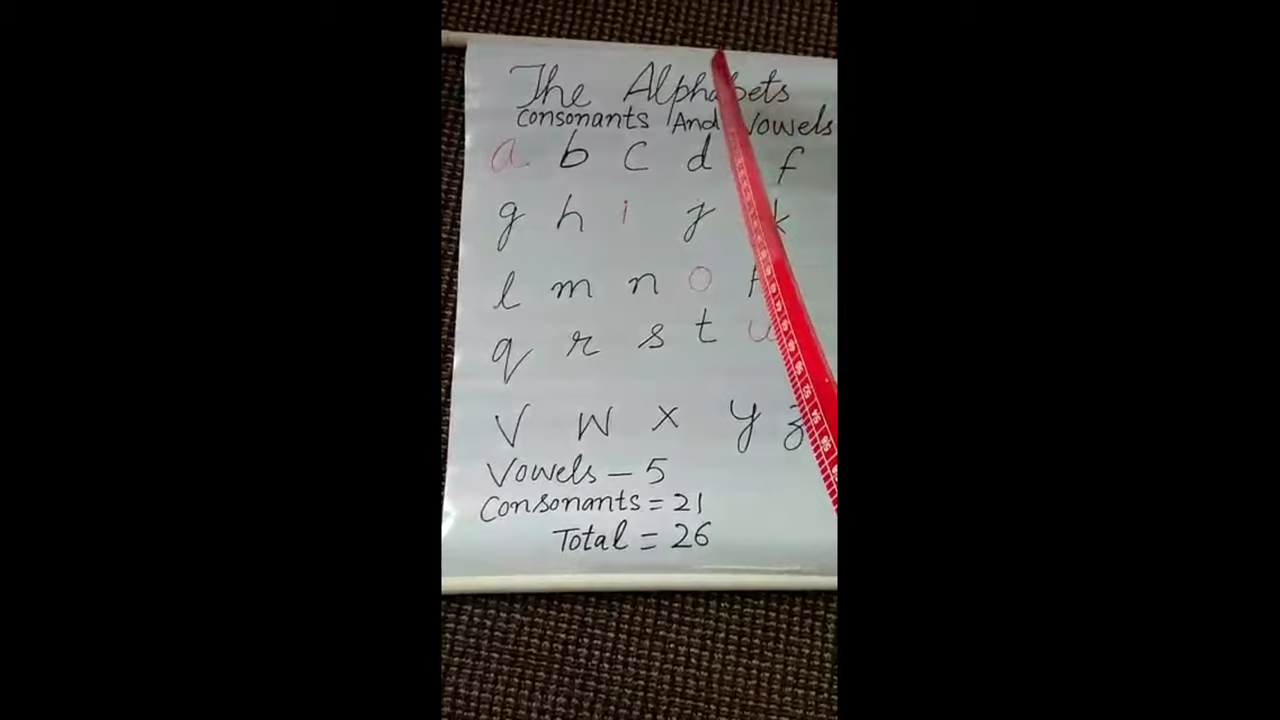 The Alphabets
Consonants And Vowels
a b c d f
g h i j k
l m n o p
q r s t u
v w x y z
Vowels - 5
Consonants = 21
Total = 26